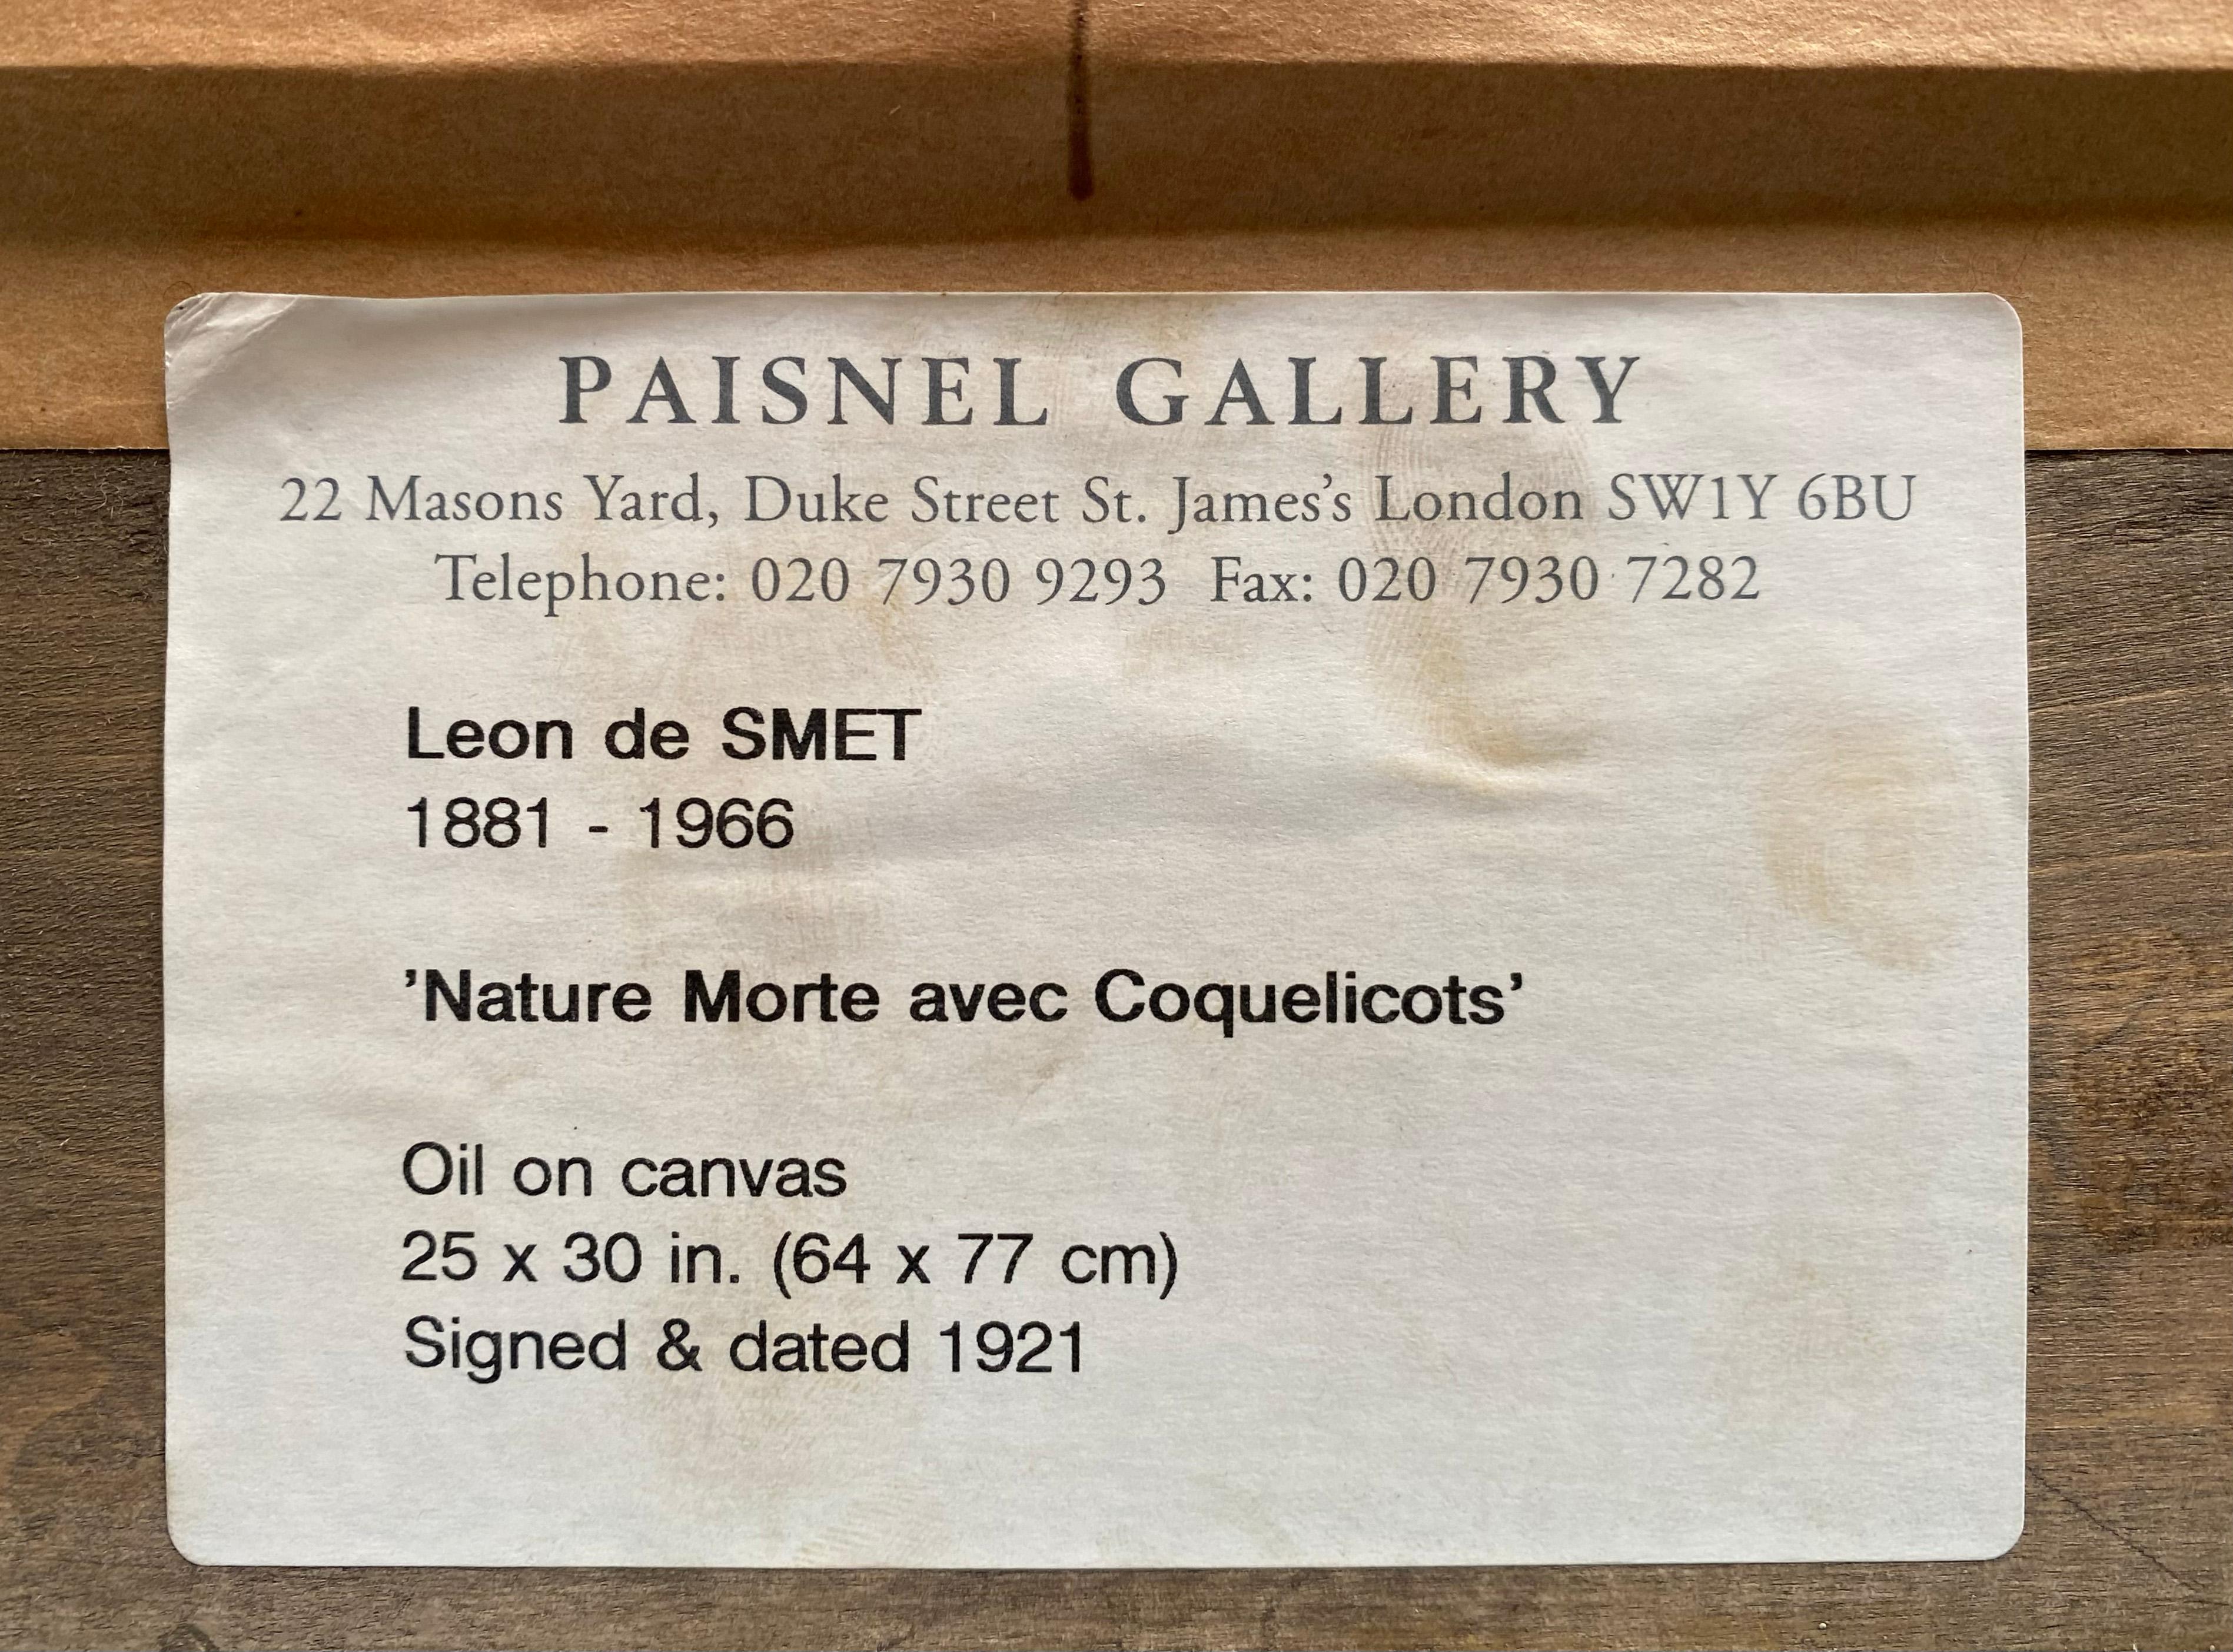 PAISNEL GALLERY
22 Masons Yard, Duke Street St. James’s London SW1Y 6BU
Telephone: 020 7930 9293 Fax: 020 7930 7282
Leon de SMET
1881 - 1966
’Nature Morte avec Coquelicots’
Oil on canvas
25 x 30 in. (64 x 77 cm)
Signed & dated 1921